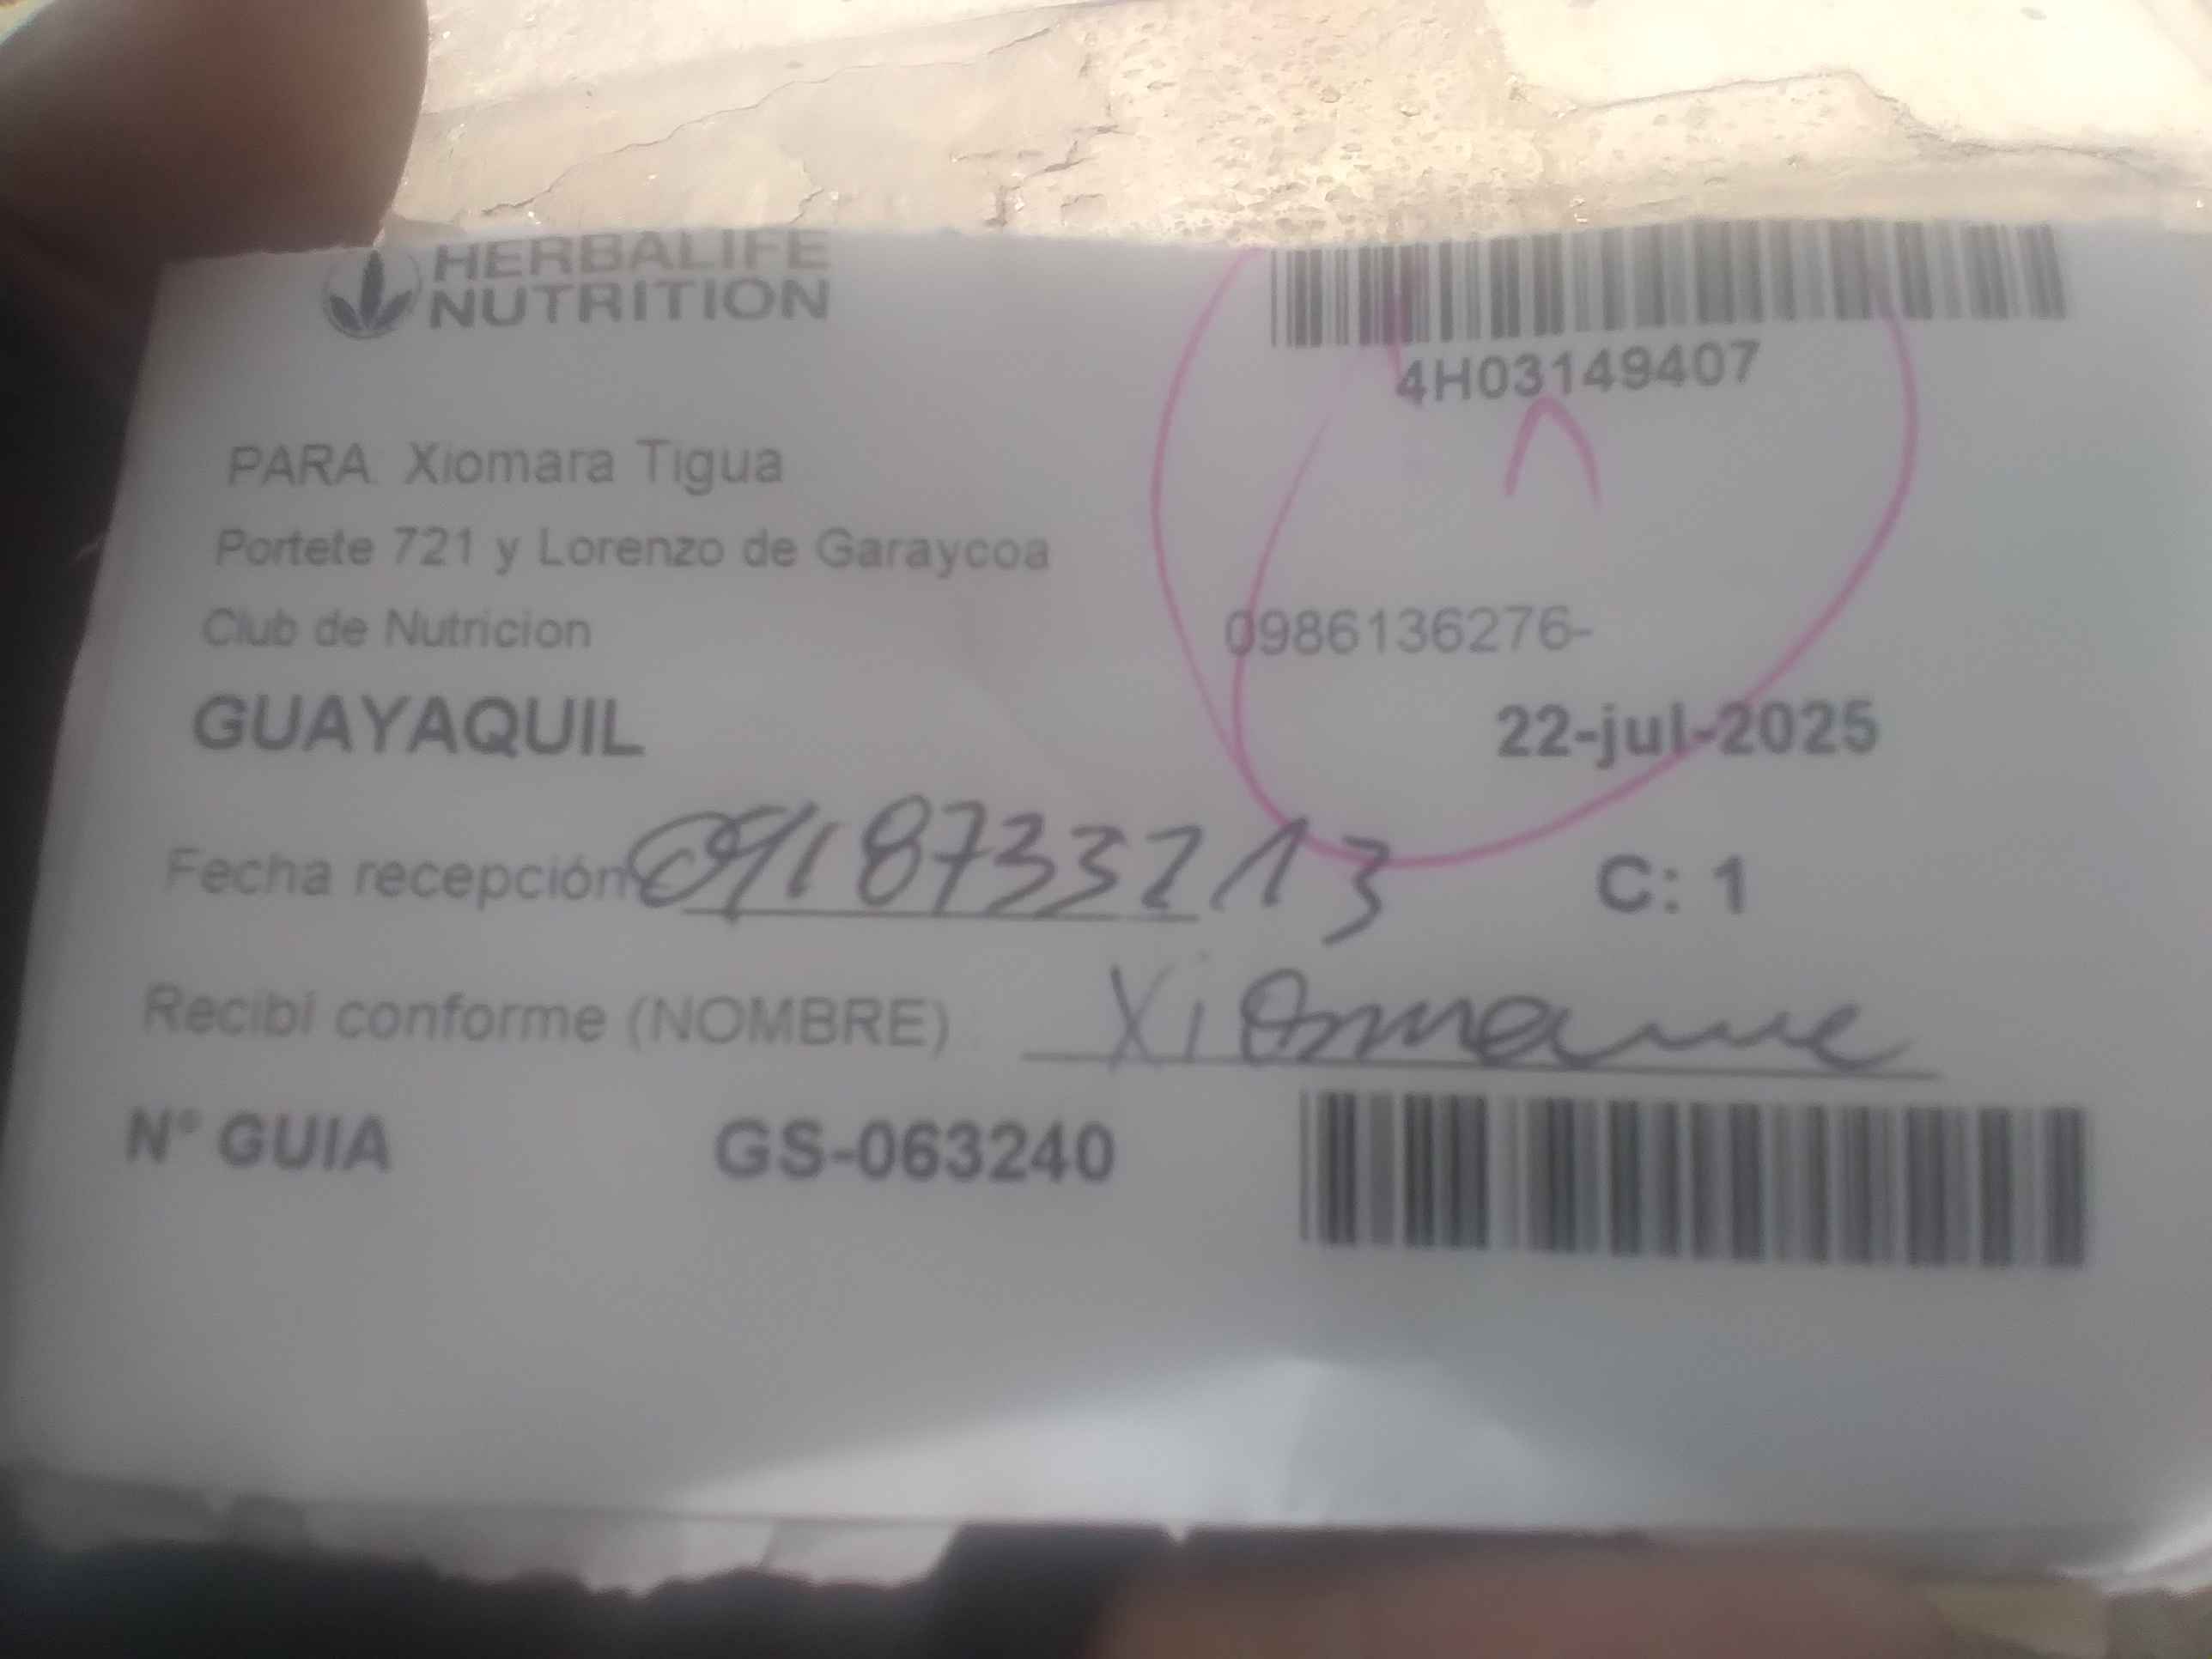 HERBALIFE
NUTRITION
4H03149407
PARA Xiomara Tigua
Portete 721 y Lorenzo de Garaycoa
Club de Nutricion 0986136276-
GUAYAQUIL 22-jul-2025
Fecha recepción 0918733213 C: 1
Recibí conforme (NOMBRE)
N° GUIA GS-063240